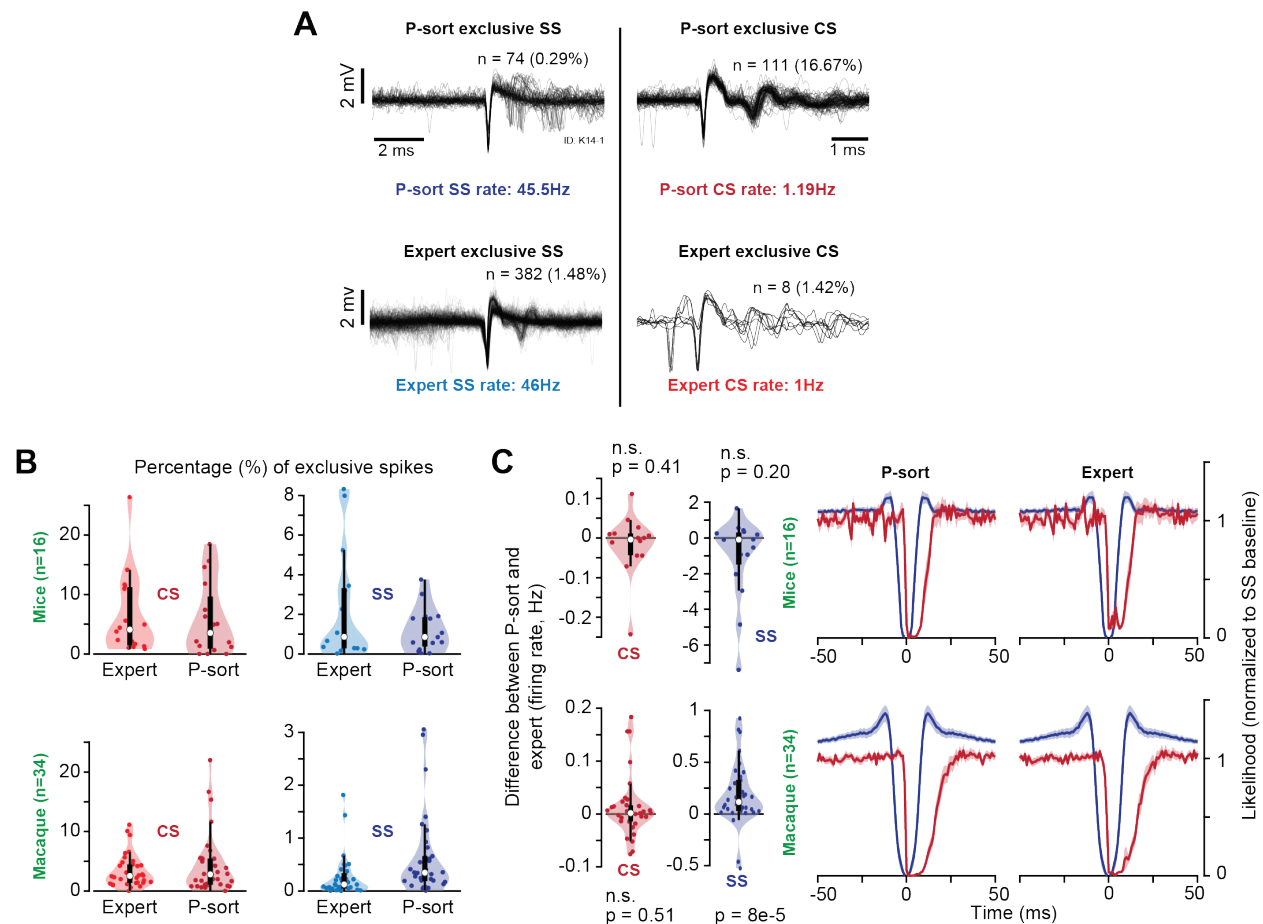 A
P-sort exclusive SS
n = 74 (0.29%)
2 mV
2 ms
ID: K14-1
P-sort SS rate: 45.5Hz
P-sort exclusive CS
n = 111 (16.67%)
1 ms
P-sort CS rate: 1.19Hz
Expert exclusive SS
n = 382 (1.48%)
2 mv
Expert SS rate: 46Hz
Expert exclusive CS
n = 8 (1.42%)
Expert CS rate: 1Hz
B
Percentage (%) of exclusive spikes
Mice (n=16)
20
10
0
CS
Expert
P-sort
8
6
4
2
0
SS
Expert
P-sort
Macaque (n=34)
20
10
0
CS
Expert
P-sort
3
2
1
0
SS
Expert
P-sort
C
Difference between P-sort and
expert (firing rate, Hz)
n.s.
p = 0.41
0.1
0
-0.1
-0.2
CS
n.s.
p = 0.20
2
0
-2
-4
-6
SS
0.2
0.1
0
-0.1
CS
n.s.
p = 0.51
1
0.5
0
-0.5
SS
p = 8e-5
Mice (n=16)
P-sort
-50
0
50
Expert
0
50
1
0
Macaque (n=34)
-50
0
50
-50
0
50
1
0
Time (ms)
Likelihood (normalized to SS baseline)